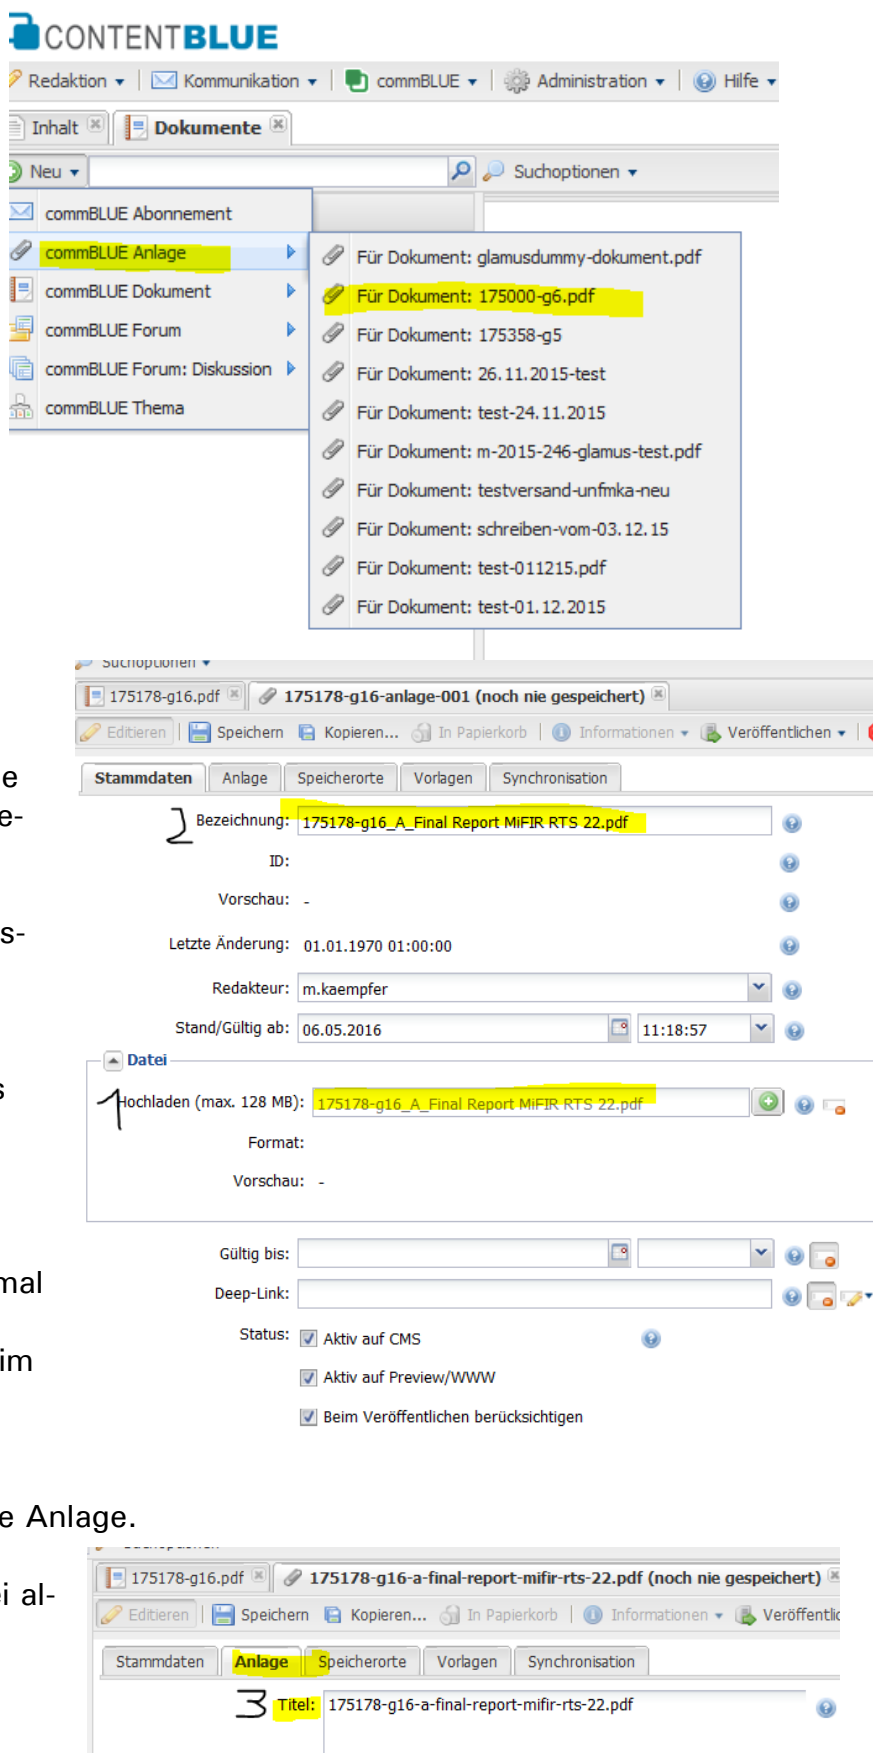 CONTENTBLUE
Redaktion Kommunikation commBLUE Administration Hilfe
Inhalt Dokumente
Neu Suchoptionen
commBLUE Abonnement
commBLUE Anlage
commBLUE Dokument
commBLUE Forum
commBLUE Forum: Diskussion
commBLUE Thema
Für Dokument: glamusdummy-dokument.pdf
Für Dokument: 175000-g6.pdf
Für Dokument: 175358-g5
Für Dokument: 26.11.2015-test
Für Dokument: test-24.11.2015
Für Dokument: m-2015-246-glamus-test.pdf
Für Dokument: testversand-unfmka-neu
Für Dokument: schreiben-vom-03.12.15
Für Dokument: test-011215.pdf
Für Dokument: test-01.12.2015
Suchoptionen
175178-g16.pdf 175178-g16-anlage-001 (noch nie gespeichert)
Editieren Speichern Kopieren... In Papierkorb Informationen Veröffentlichen
e
Stammdaten Anlage Speicherorte Vorlagen Synchronisation
e-
2 Bezeichnung: 175178-g16_A_Final Report MiFIR RTS 22.pdf
ID:
Vorschau: -
s-
Letzte Änderung: 01.01.1970 01:00:00
Redakteur: m.kaempfer
Stand/Gültig ab: 06.05.2016 11:18:57
Datei
s
1 Hochladen (max. 128 MB): 175178-g16_A_Final Report MiFIR RTS 22.pdf
Format:
Vorschau: -
Gültig bis:
mal
Deep-Link:
Status: Aktiv auf CMS
im
Aktiv auf Preview/WWW
Beim Veröffentlichen berücksichtigen
e Anlage.
175178-g16.pdf 175178-g16-a-final-report-mifir-rts-22.pdf (noch nie gespeichert)
ei al-
Editieren Speichern Kopieren... In Papierkorb Informationen Veröffentlic
Stammdaten Anlage Speicherorte Vorlagen Synchronisation
3 Titel: 175178-g16-a-final-report-mifir-rts-22.pdf